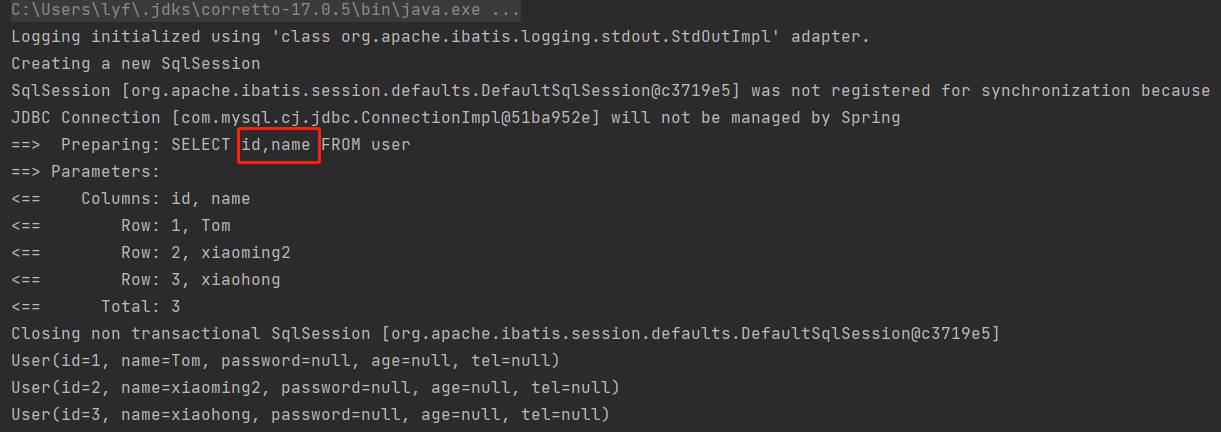 C:\Users\lyf\.jdks\corretto-17.0.5\bin\java.exe ...
Logging initialized using 'class org.apache.ibatis.logging.stdout.StdOutImpl' adapter.
Creating a new SqlSession
SqlSession [org.apache.ibatis.session.defaults.DefaultSqlSession@c3719e5] was not registered for synchronization because
JDBC Connection [com.mysql.cj.jdbc.ConnectionImpl@51ba952e] will not be managed by Spring
==>  Preparing: SELECT id,name FROM user
==> Parameters:
<==    Columns: id, name
<==        Row: 1, Tom
<==        Row: 2, xiaoming2
<==        Row: 3, xiaohong
<==      Total: 3
Closing non transactional SqlSession [org.apache.ibatis.session.defaults.DefaultSqlSession@c3719e5]
User(id=1, name=Tom, password=null, age=null, tel=null)
User(id=2, name=xiaoming2, password=null, age=null, tel=null)
User(id=3, name=xiaohong, password=null, age=null, tel=null)